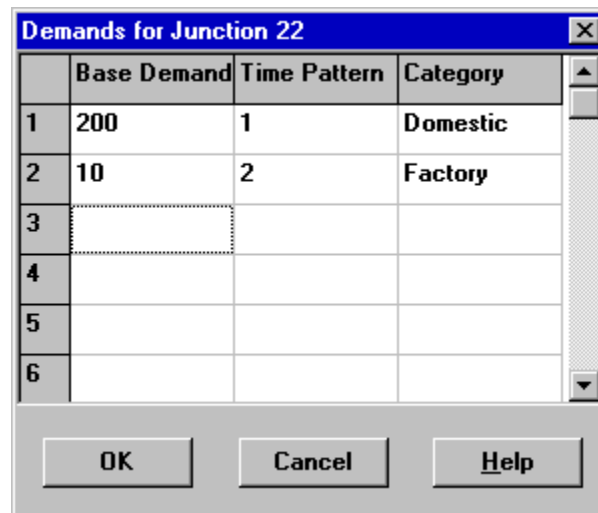 Demands for Junction 22
Base Demand Time Pattern Category
1 200 1 Domestic
2 10 2 Factory
3
4
5
6
OK Cancel Help